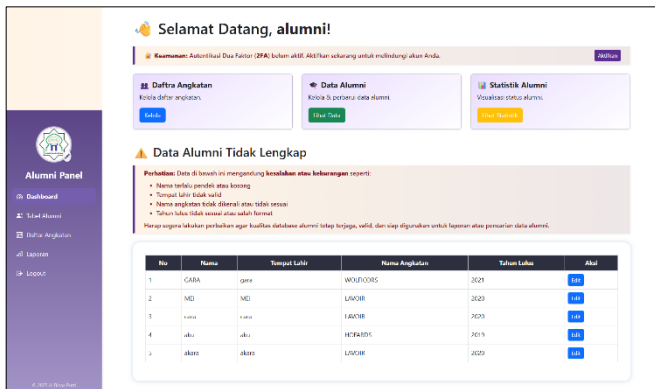 Selamat Datang, alumni!
Keamanan: Autentikasi Dua Faktor (2FA) belum aktif. Aktifkan sekarang untuk melindungi akun Anda.
Aktifkan
Daftra Angkatan
Kelola daftar angkatan.
Kelola
Data Alumni
Kelola & perbarui data alumni.
Lihat Data
Statistik Alumni
Visualisasi status alumni.
Lihat Statistik
Alumni Panel
Dashboard
Tabel Alumni
Daftar Angkatan
Laporan
Logout
Data Alumni Tidak Lengkap
Perhatian: Data di bawah ini mengandung kesalahan atau kekurangan seperti:
• Nama terlalu pendek atau kosong
• Tempat lahir tidak valid
• Nama angkatan tidak dikenali atau tidak sesuai
• Tahun lulus tidak sesuai atau salah format
Harap segera lakukan perbaikan agar kualitas database alumni tetap terjaga, valid, dan siap digunakan untuk laporan atau pencarian data alumni.
No Nama Tempat Lahir Nama Angkatan Tahun Lulus Aksi
1 GARA gara 2021 Edit
2 MEI MEI LAVOIR 2020 Edit
3 LAVOIR 2020 Edit
4 aku aku 2019 Edit
5 akara akara LAVOIR 2020 Edit